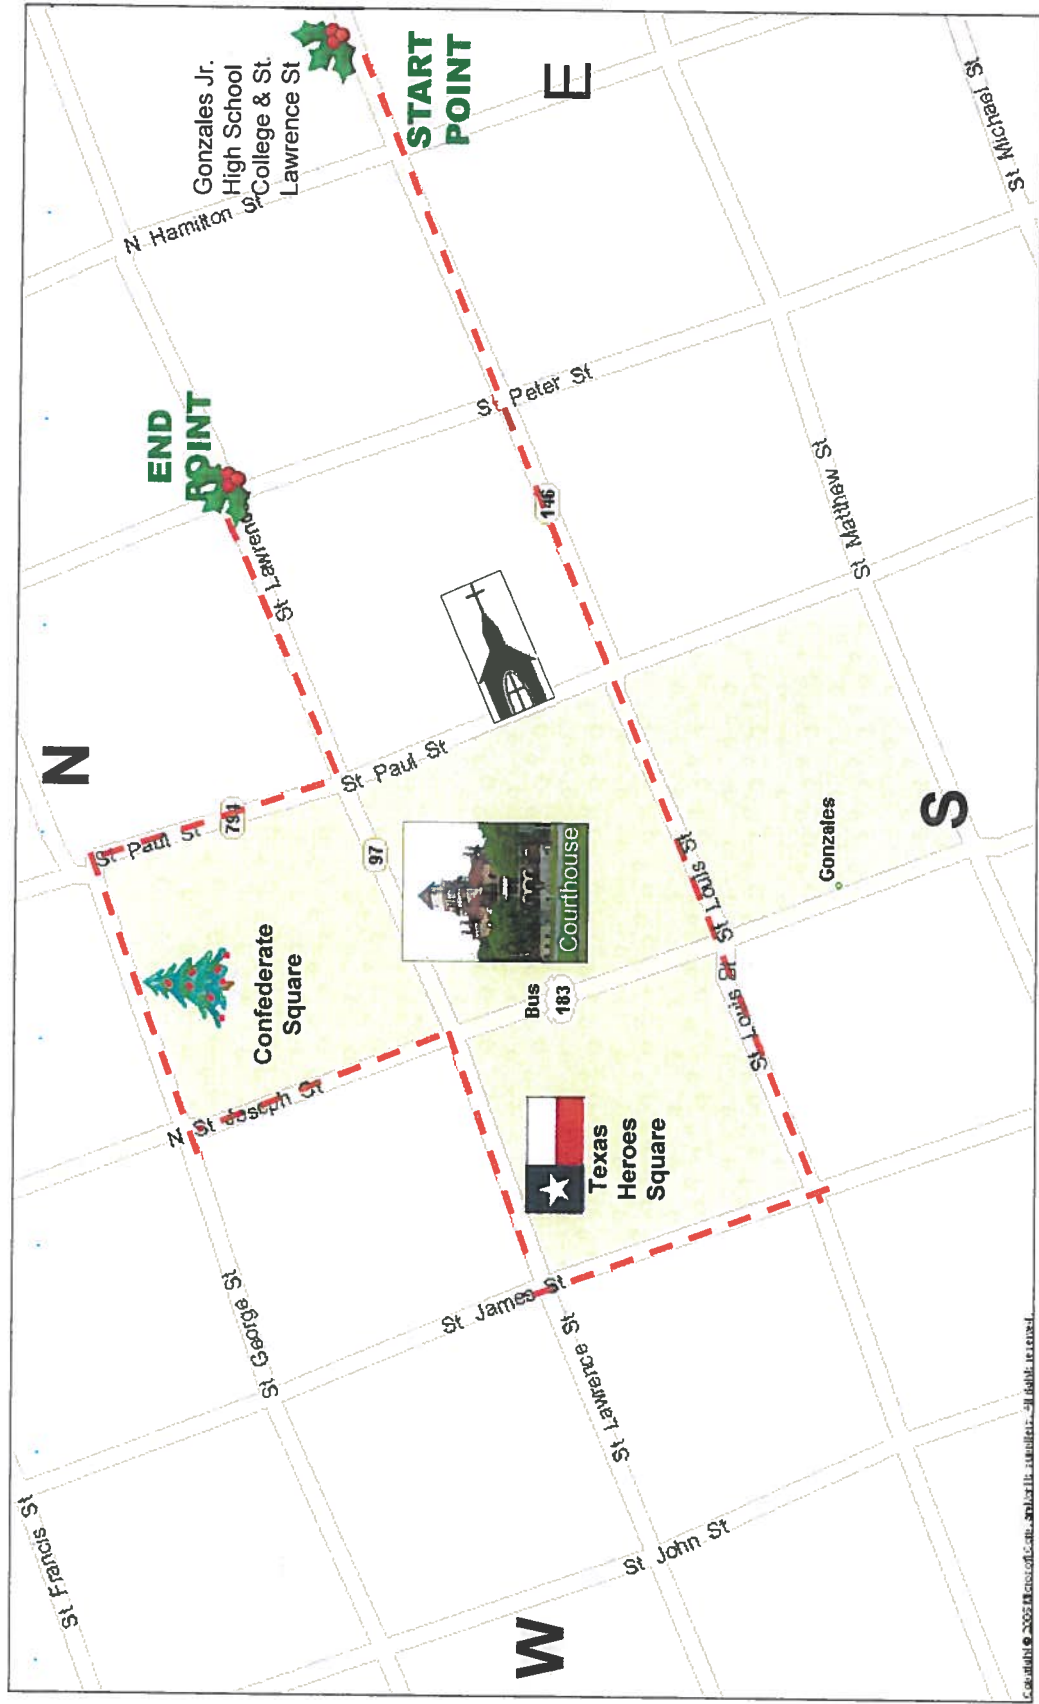 N
END
POINT
Gonzales Jr.
High School
College & St.
Lawrence St
START
POINT
E
N Hamilton St
St Michael St
St Peter St
146
St Matthew St
St Lawrence
St Paul St
794
St Paul St
97
Confederate
Square
Courthouse
Bus
183
St Louis St
St Louis St
St Louis St
Gonzales
S
N St Joseph St
Texas
Heroes
Square
St George St
St James St
St Lawrence St
St Francis St
St John St
W